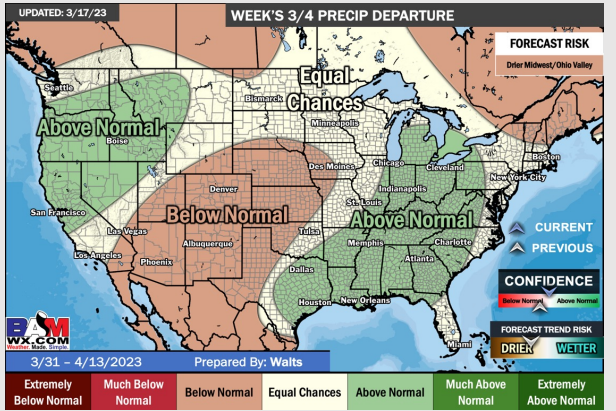 UPDATED: 3/17/23
WEEK'S 3/4 PRECIP DEPARTURE
FORECAST RISK
Drier Midwest/Ohio Valley
Seattle
Equal
Chances
Bismarck
Minneapolis
Above Normal
Boise
Des Moines
Chicago
Cleveland
Boston
New York City
Denver
Indianapolis
San Francisco
Below Normal
St. Louis
Above Normal
Las Vegas
Tulsa
Memphis
Charlotte
Los Angeles
Albuquerque
Phoenix
Atlanta
Dallas
Houston
New Orleans
Miami
CURRENT
PREVIOUS
CONFIDENCE
Below Normal
Above Normal
FORECAST TREND RISK
DRIER
WETTER
BAM
WX.COM
Weather. Made. Simple.
3/31 – 4/13/2023
Prepared By: Walts
Extremely
Below Normal
Much Below
Normal
Below Normal
Equal Chances
Above Normal
Much Above
Normal
Extremely
Above Normal